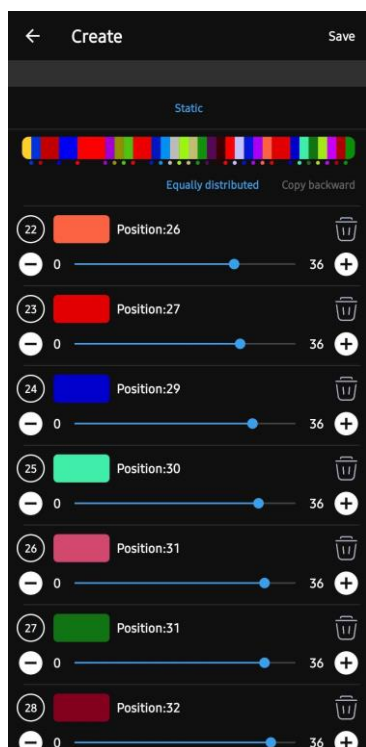 Create Save
Static
Equally distributed Copy backward
22 Position:26
0 36
23 Position:27
0 36
24 Position:29
0 36
25 Position:30
0 36
26 Position:31
0 36
27 Position:31
0 36
28 Position:32
0 36